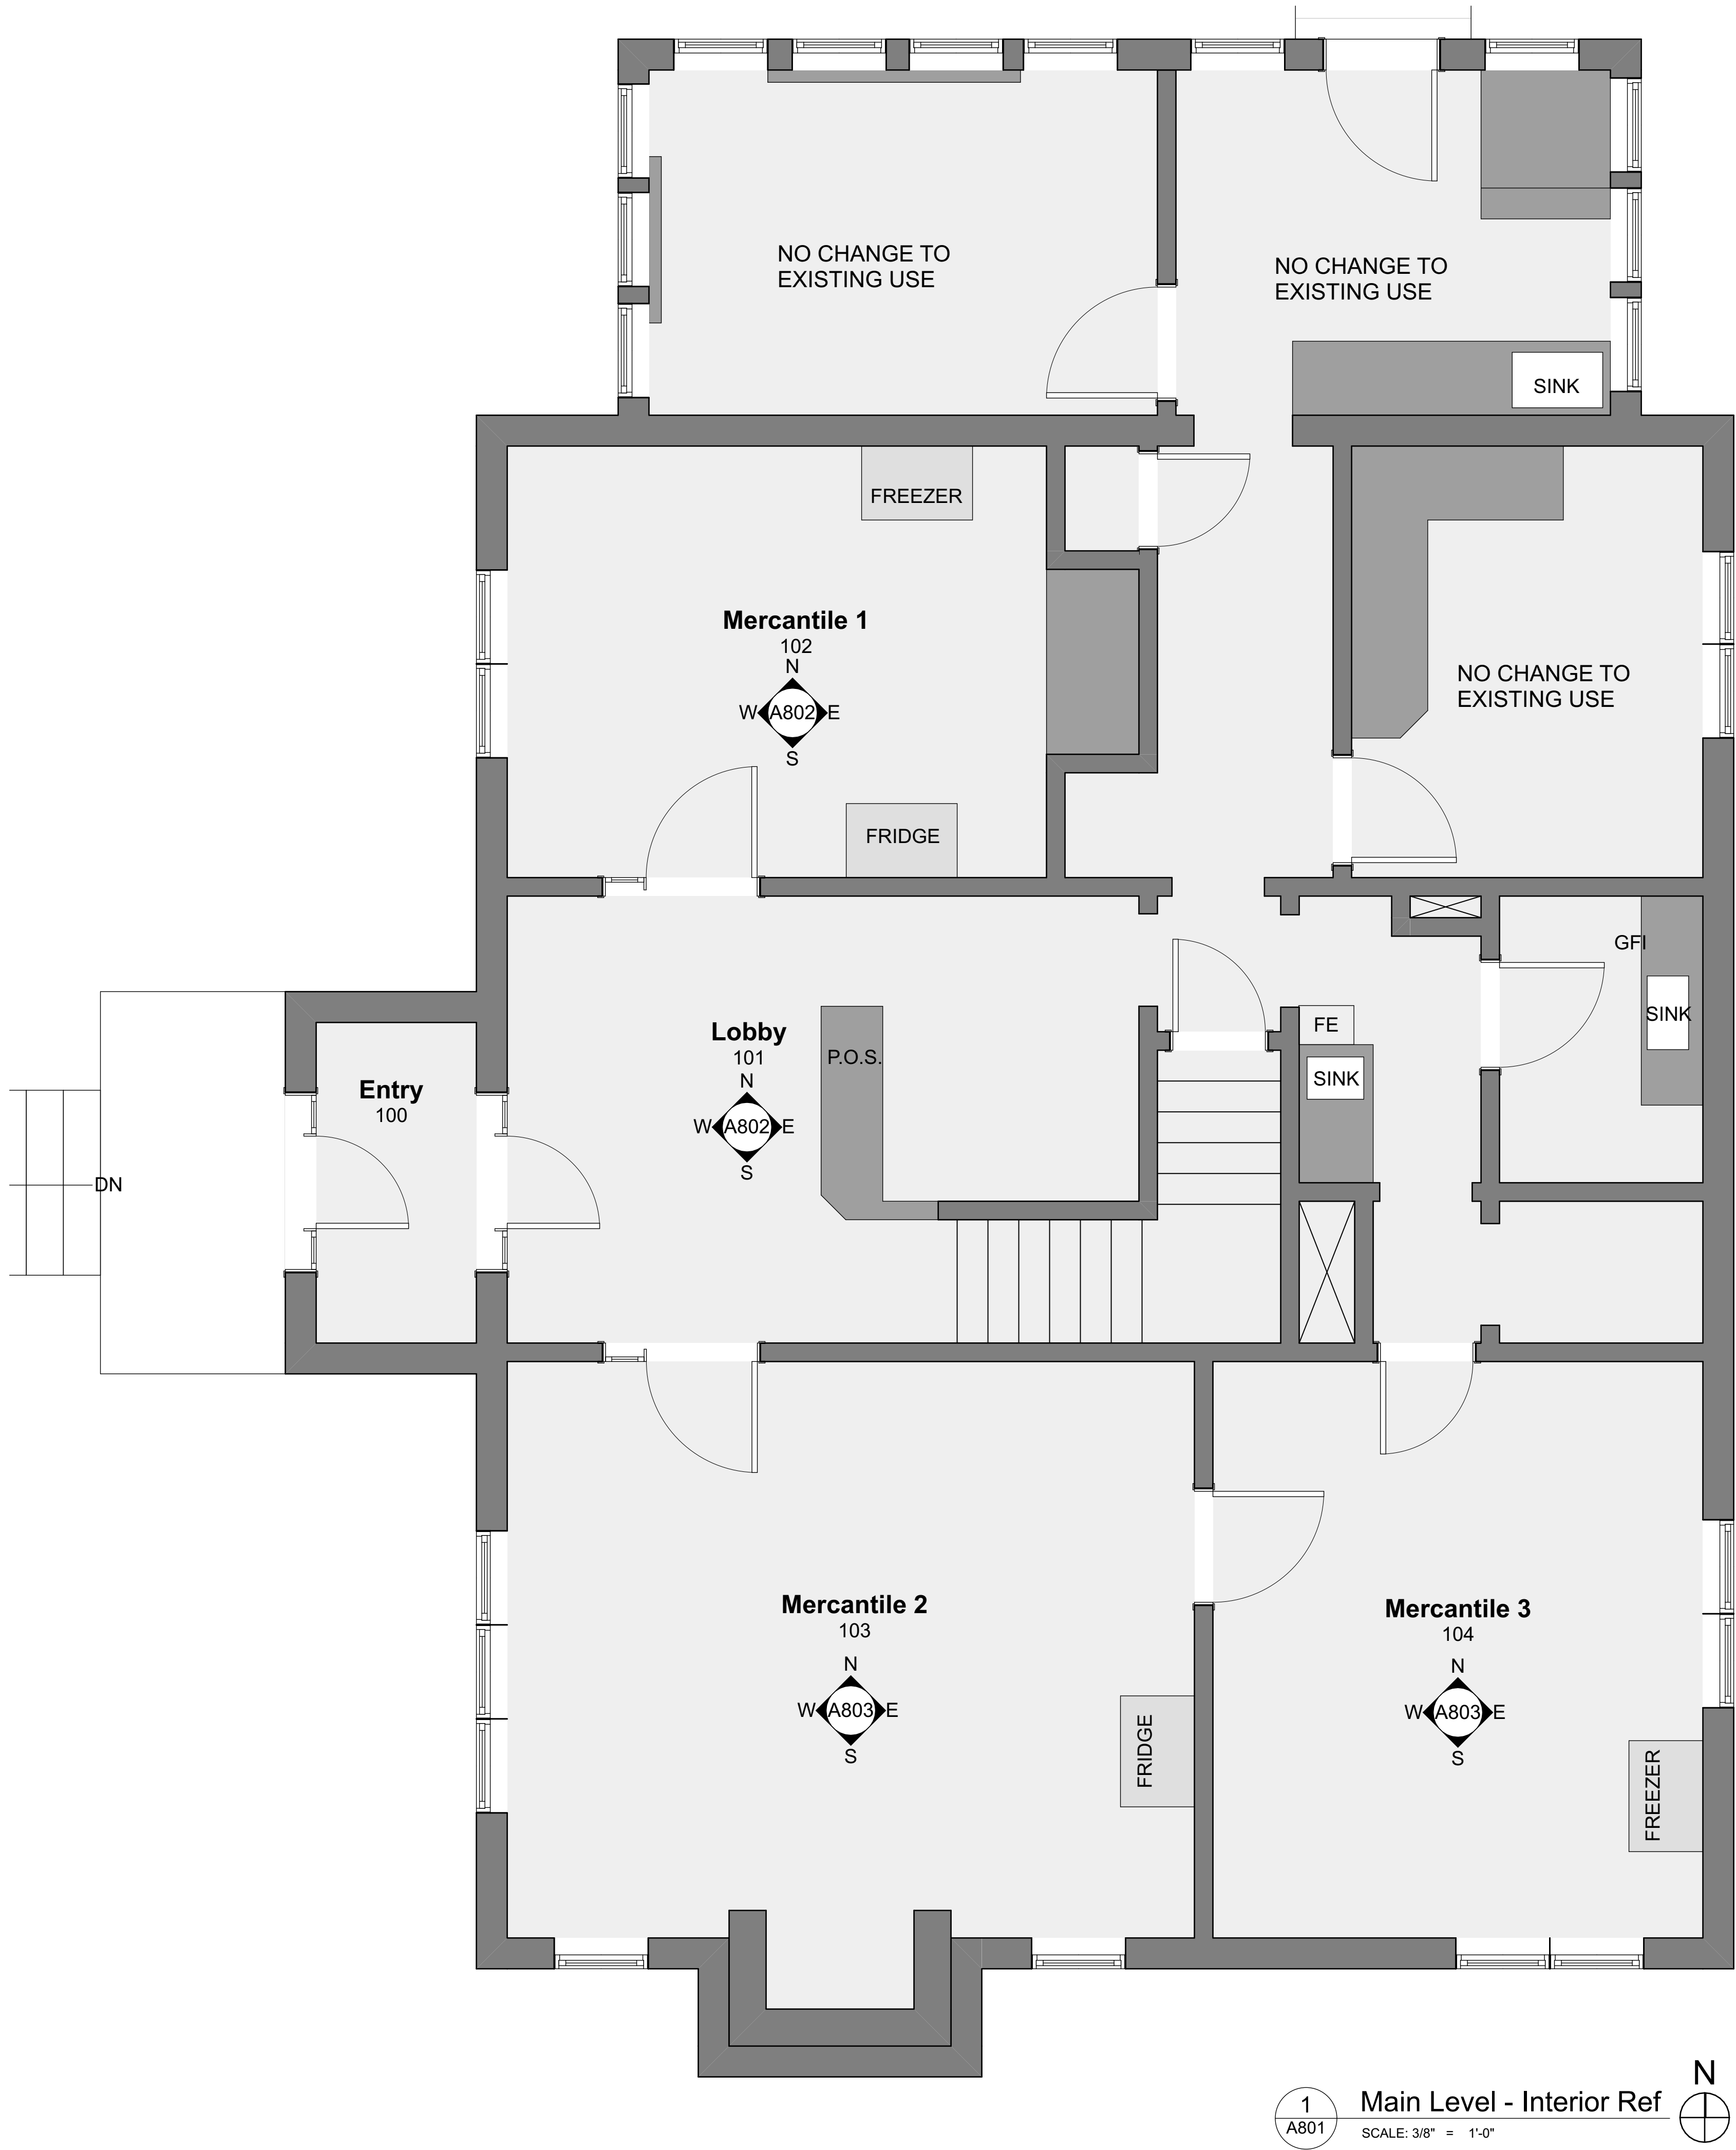 NO CHANGE TO
EXISTING USE
NO CHANGE TO
EXISTING USE
SINK
FREEZER
Mercantile 1
102
N
W A802 E
S
NO CHANGE TO
EXISTING USE
FRIDGE
GFI
SINK
FE
SINK
Lobby
101
N
W A802 E
S
P.O.S.
Entry
100
DN
Mercantile 2
103
N
W A803 E
S
FRIDGE
Mercantile 3
104
N
W A803 E
S
FREEZER
N
1
A801
Main Level - Interior Ref
SCALE: 3/8" = 1'-0"